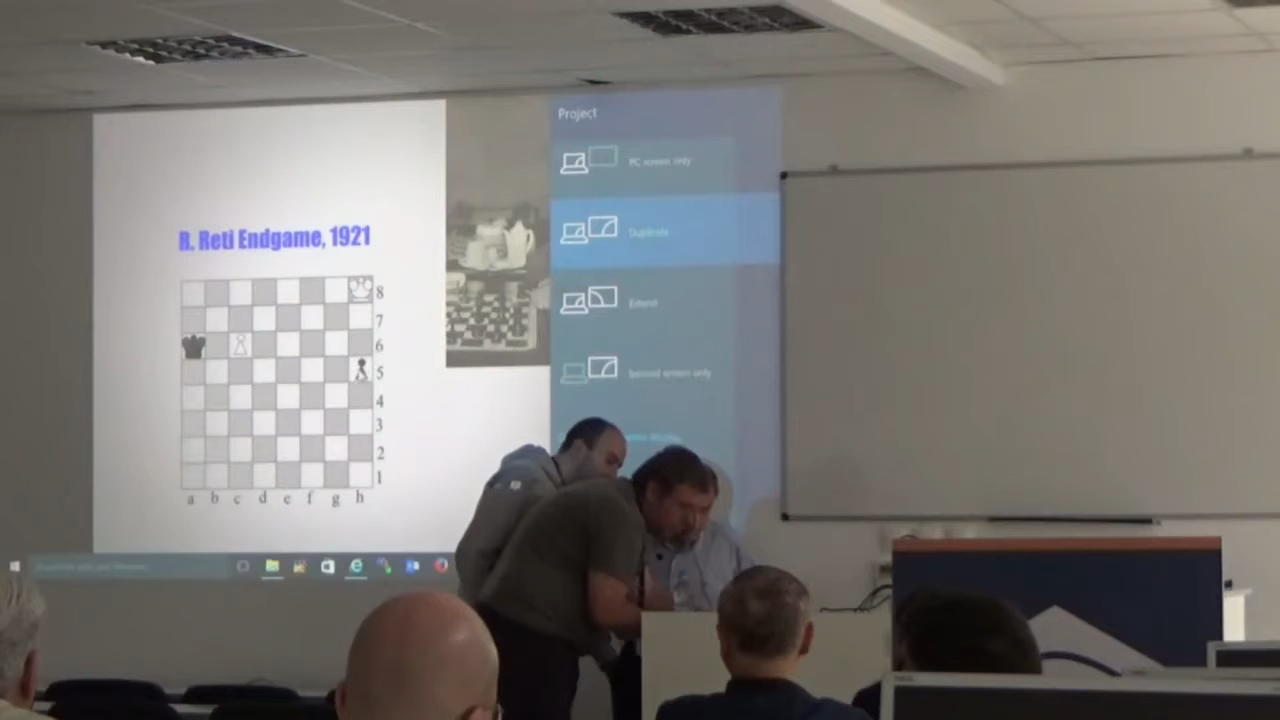 Project
PC screen only
Duplicate
R. Reti Endgame, 1921
Extend
8
7
6
5
Second screen only
4
3
2
1
a b c d e f g h